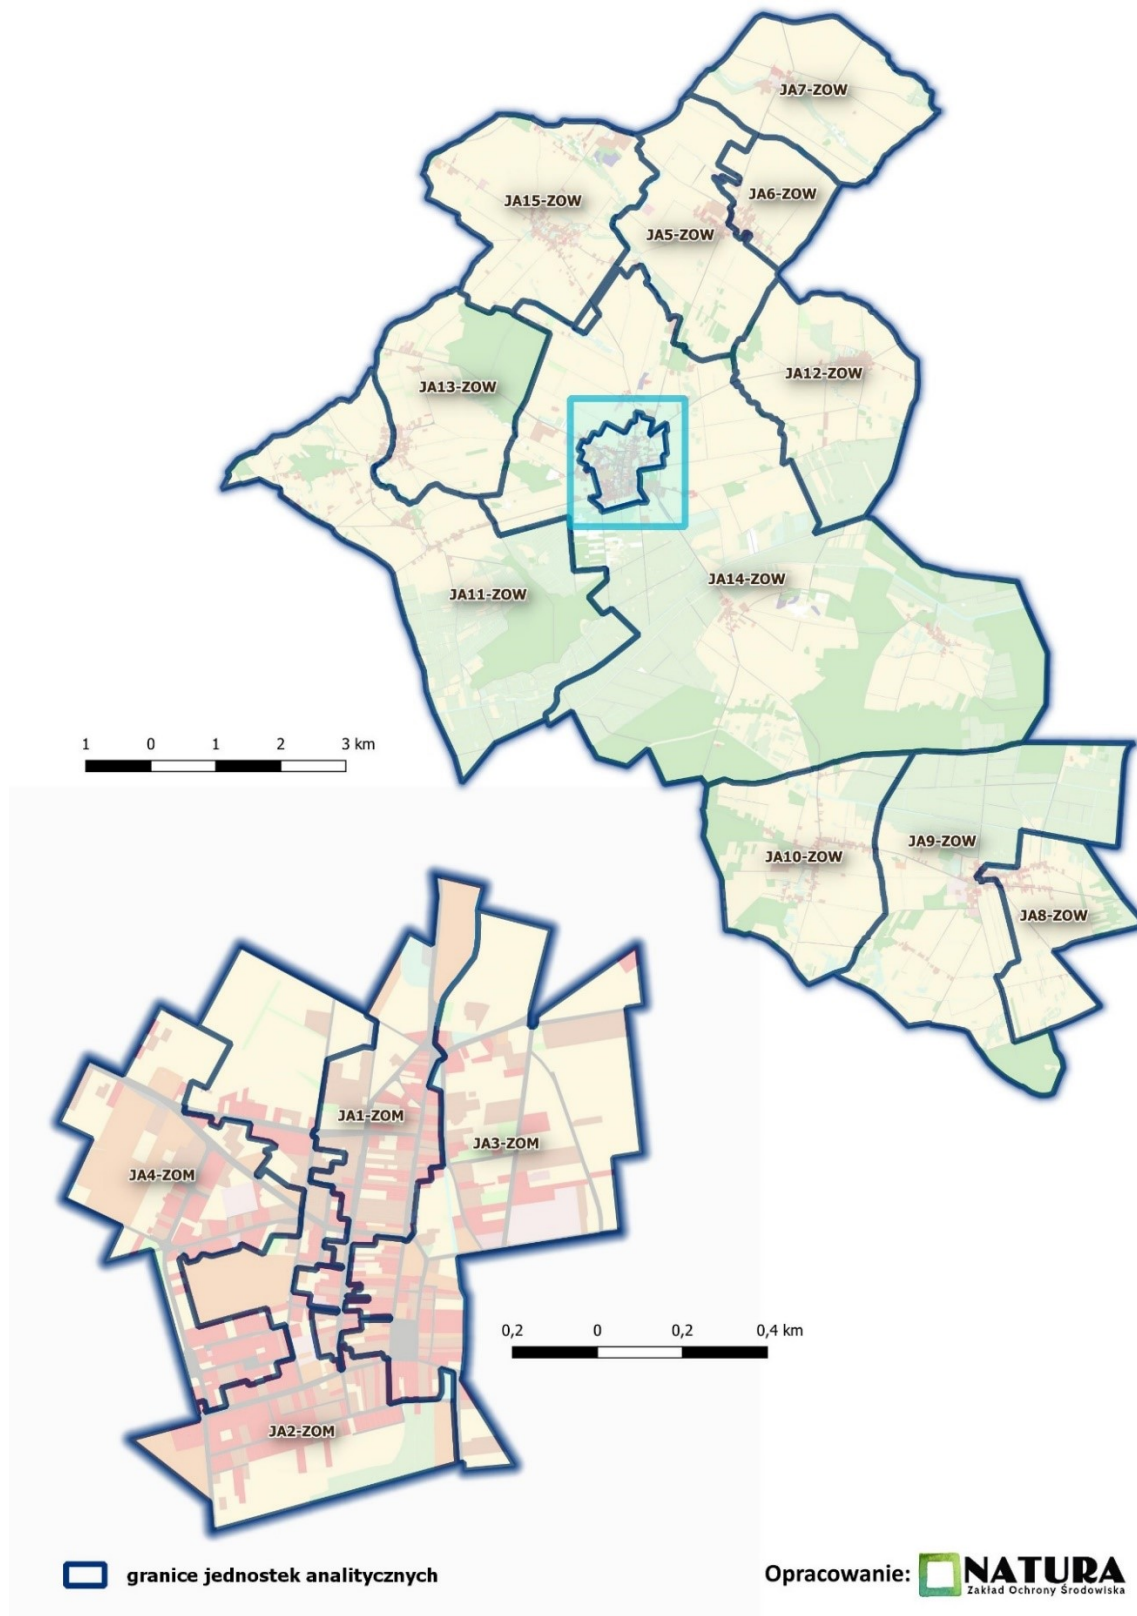 JA7-ZOW
JA6-ZOW
JA15-ZOW
JA5-ZOW
JA13-ZOW
JA12-ZOW
JA14-ZOW
JA11-ZOW
1 0 1 2 3 km
JA9-ZOW
JA10-ZOW
JA8-ZOW
JA1-ZOM
JA3-ZOM
JA4-ZOM
0,2 0 0,2 0,4 km
JA2-ZOM
granice jednostek analitycznych
Opracowanie: NATURA
Zakład Ochrony Środowiska